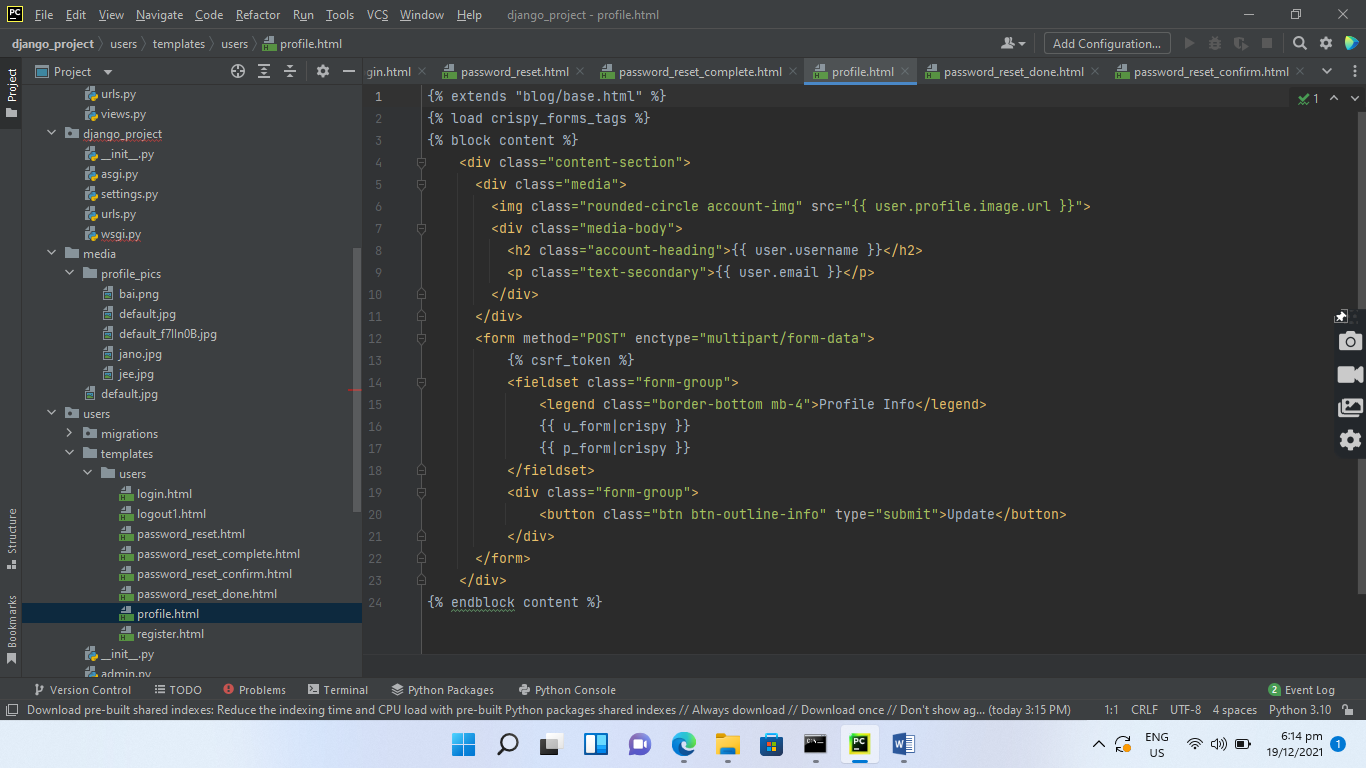 PC File Edit View Navigate Code Refactor Run Tools VCS Window Help django_project - profile.html
django_project users templates users profile.html Add Configuration...
Project
gin.html password_reset.html password_reset_complete.html profile.html password_reset_done.html password_reset_confirm.html
Project
Structure
Bookmarks
urls.py
views.py
django_project
__init__.py
asgi.py
settings.py
urls.py
wsgi.py
media
profile_pics
bai.png
default.jpg
default_f7lln0B.jpg
jano.jpg
jee.jpg
default.jpg
users
migrations
templates
users
login.html
logout1.html
password_reset.html
password_reset_complete.html
password_reset_confirm.html
password_reset_done.html
profile.html
register.html
__init__.py
admin.py
1 {% extends "blog/base.html" %}
2 {% load crispy_forms_tags %}
3 {% block content %}
4 <div class="content-section">
5 <div class="media">
6 <img class="rounded-circle account-img" src="{{ user.profile.image.url }}">
7 <div class="media-body">
8 <h2 class="account-heading">{{ user.username }}</h2>
9 <p class="text-secondary">{{ user.email }}</p>
10 </div>
11 </div>
12 <form method="POST" enctype="multipart/form-data">
13 {% csrf_token %}
14 <fieldset class="form-group">
15 <legend class="border-bottom mb-4">Profile Info</legend>
16 {{ u_form|crispy }}
17 {{ p_form|crispy }}
18 </fieldset>
19 <div class="form-group">
20 <button class="btn btn-outline-info" type="submit">Update</button>
21 </div>
22 </form>
23 </div>
24 {% endblock content %}
1
Version Control TODO Problems Terminal Python Packages Python Console 2 Event Log
Download pre-built shared indexes: Reduce the indexing time and CPU load with pre-built Python packages shared indexes // Always download // Download once // Don't show ag... (today 3:15 PM) 1:1 CRLF UTF-8 4 spaces Python 3.10
PC W ENG
US
6:14 pm
19/12/2021
1